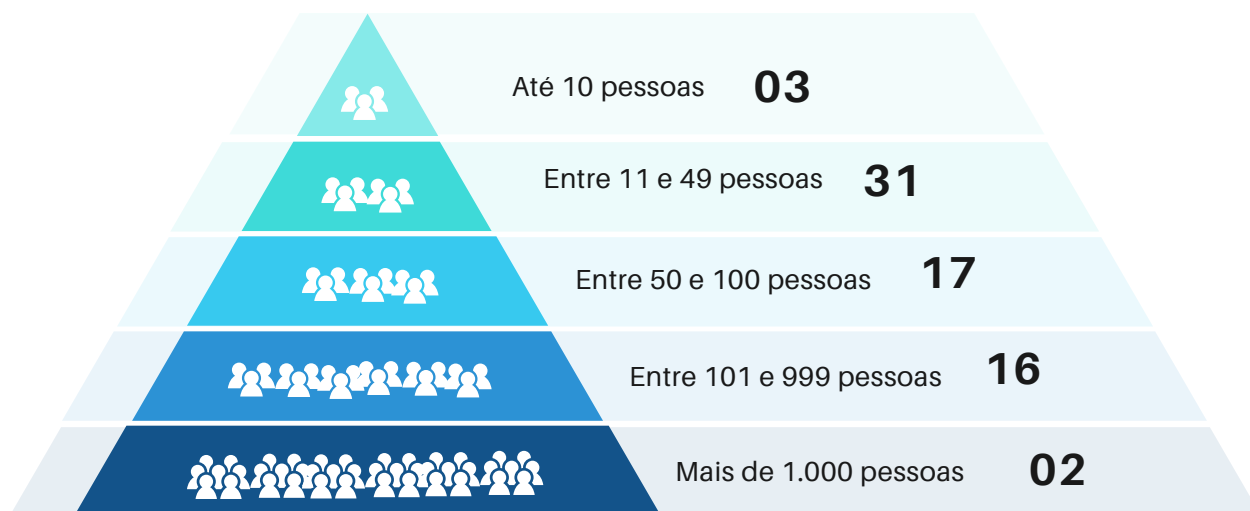 Até 10 pessoas 03
Entre 11 e 49 pessoas 31
Entre 50 e 100 pessoas 17
Entre 101 e 999 pessoas 16
Mais de 1.000 pessoas 02